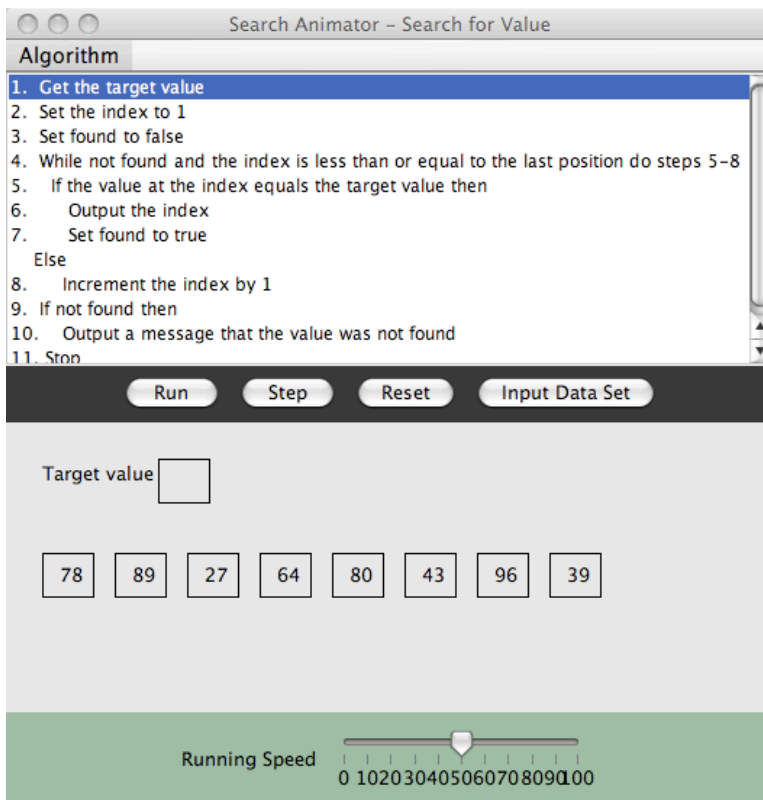 Search Animator – Search for Value
Algorithm
1. Get the target value
2. Set the index to 1
3. Set found to false
4. While not found and the index is less than or equal to the last position do steps 5-8
5. If the value at the index equals the target value then
6. Output the index
7. Set found to true
Else
8. Increment the index by 1
9. If not found then
10. Output a message that the value was not found
11. Stop
Run Step Reset Input Data Set
Target value
78 89 27 64 80 43 96 39
Running Speed
0 10 20 30 40 50 60 70 80 90 100